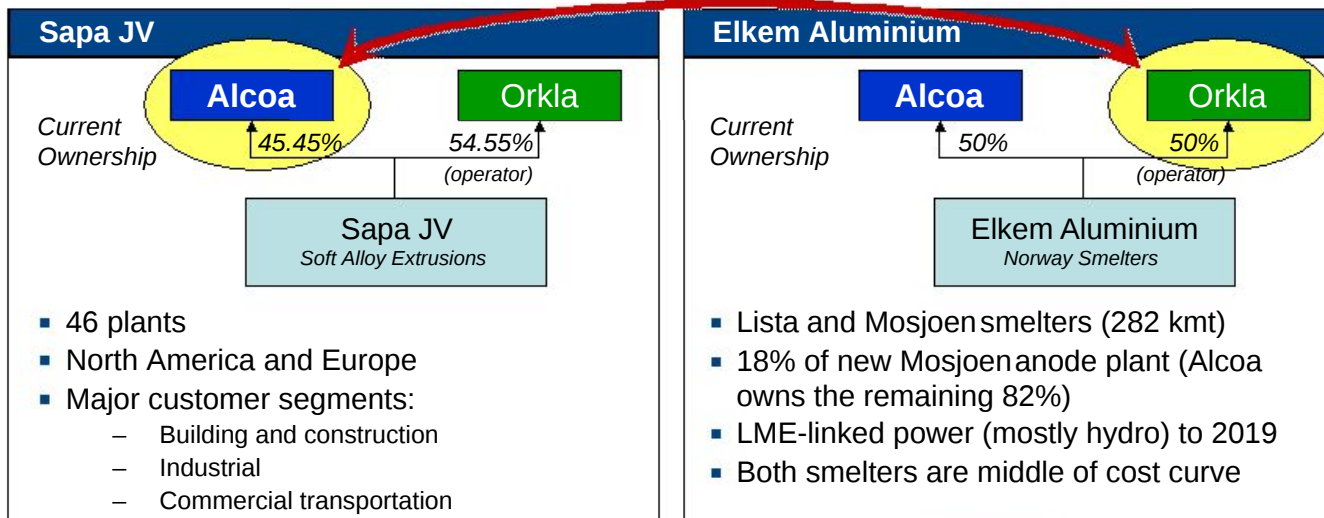 Sapa JV
Alcoa
Orkla
Current
Ownership
45.45%
54.55%
(operator)
Sapa JV
Soft Alloy Extrusions
▪ 46 plants
▪ North America and Europe
▪ Major customer segments:
– Building and construction
– Industrial
– Commercial transportation
Elkem Aluminium
Alcoa
Orkla
Current
Ownership
50%
50%
(operator)
Elkem Aluminium
Norway Smelters
▪ Lista and Mosjoen smelters (282 kmt)
▪ 18% of new Mosjoen anode plant (Alcoa
owns the remaining 82%)
▪ LME-linked power (mostly hydro) to 2019
▪ Both smelters are middle of cost curve